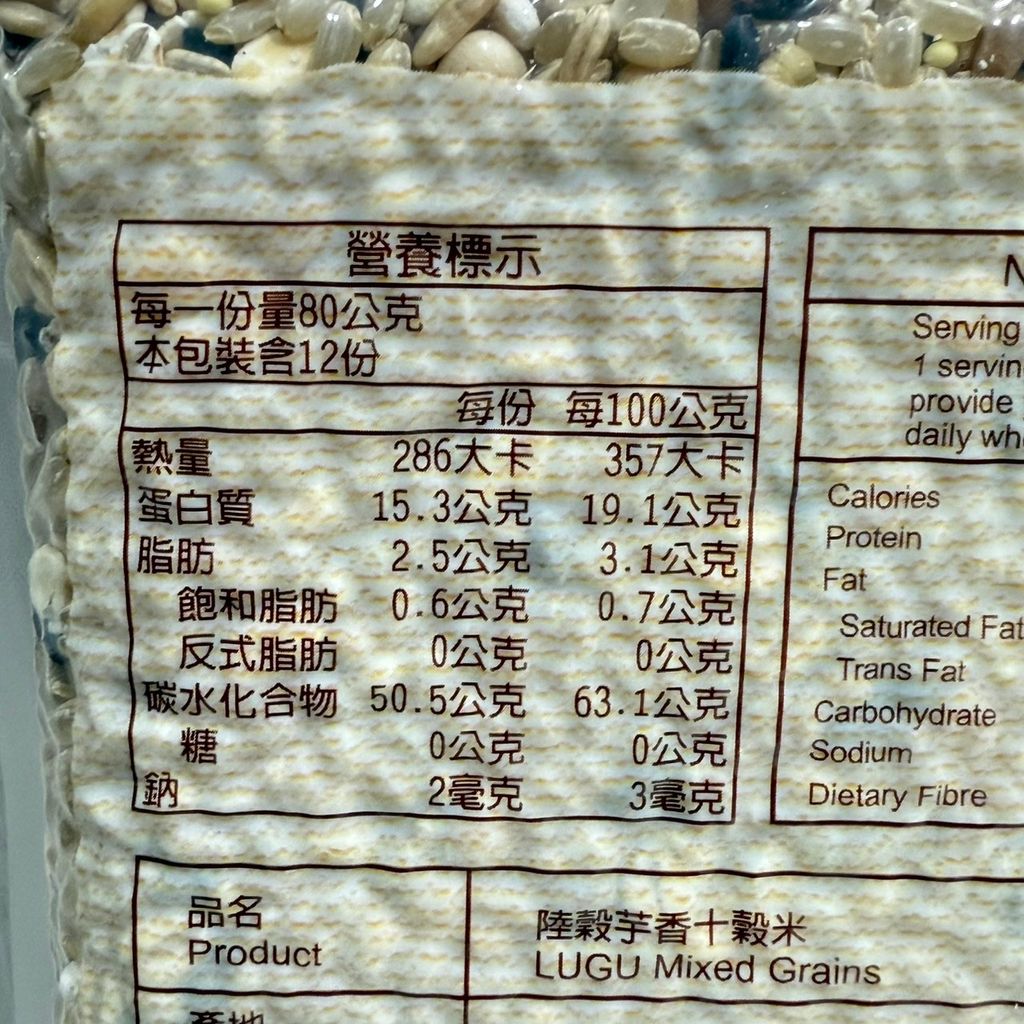 營養標示
每一份量80公克
本包裝含12份
每份 每100公克
熱量 286大卡 357大卡
蛋白質 15.3公克 19.1公克
脂肪 2.5公克 3.1公克
飽和脂肪 0.6公克 0.7公克
反式脂肪 0公克 0公克
碳水化合物 50.5公克 63.1公克
糖 0公克 0公克
鈉 2毫克 3毫克
N
Serving
1 servin
provide
daily wh
Calories
Protein
Fat
Saturated Fat
Trans Fat
Carbohydrate
Sodium
Dietary Fibre
品名 陸穀芋香十穀米
Product LUGU Mixed Grains
產地